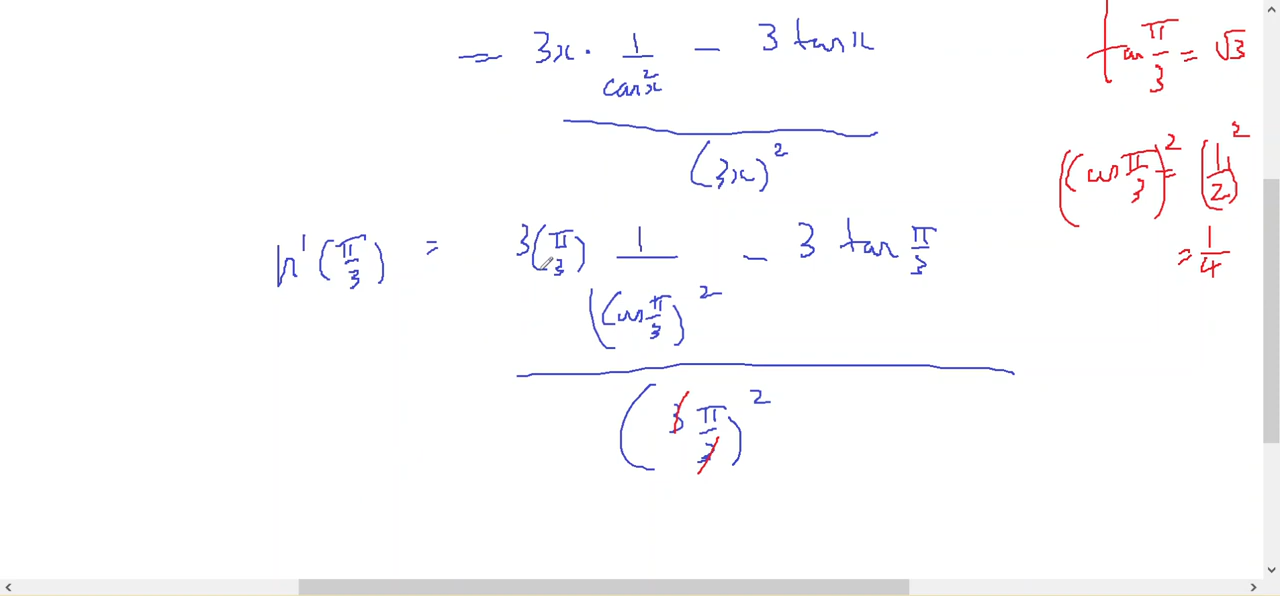 = 3x · 1/cos²x − 3 tan x
(3x)²
h'(π/3) = 3(π/3) 1/((cos π/3)²) − 3 tan π/3
(3 π/3)²
tan π/3 = √3
((cos π/3)² = (1/2)²
= 1/4